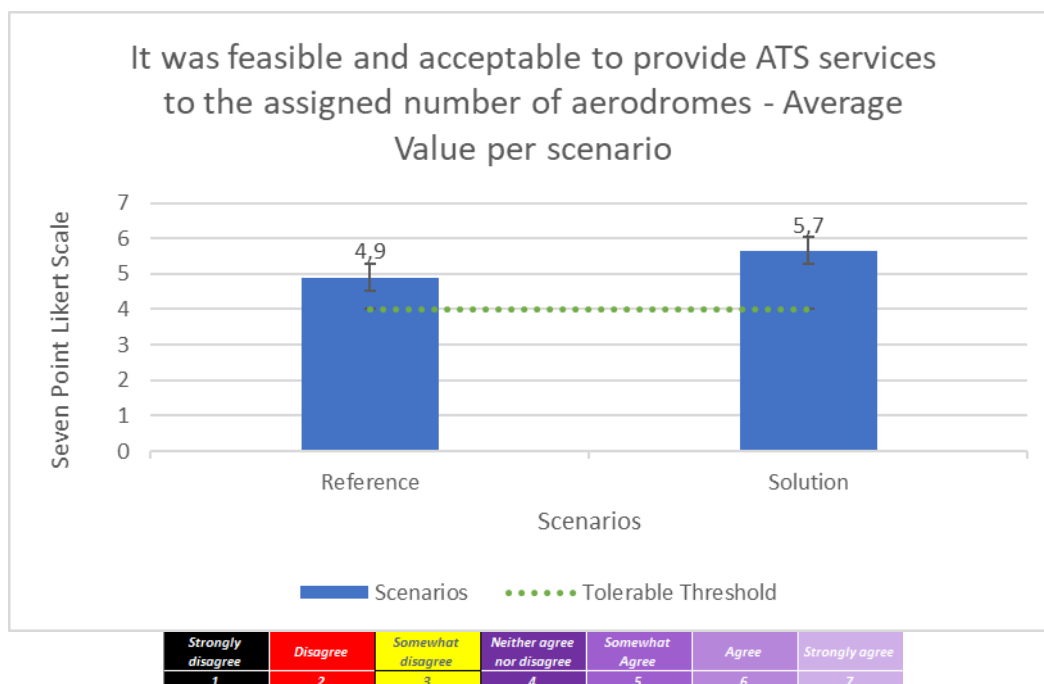 It was feasible and acceptable to provide ATS services
to the assigned number of aerodromes - Average
Value per scenario
Seven Point Likert Scale
7
6
5
4
3
2
1
0
4,9
5,7
Reference
Solution
Scenarios
Scenarios
Tolerable Threshold
Strongly disagree
Disagree
Somewhat disagree
Neither agree nor disagree
Somewhat Agree
Agree
Strongly agree
1
2
3
4
5
6
7